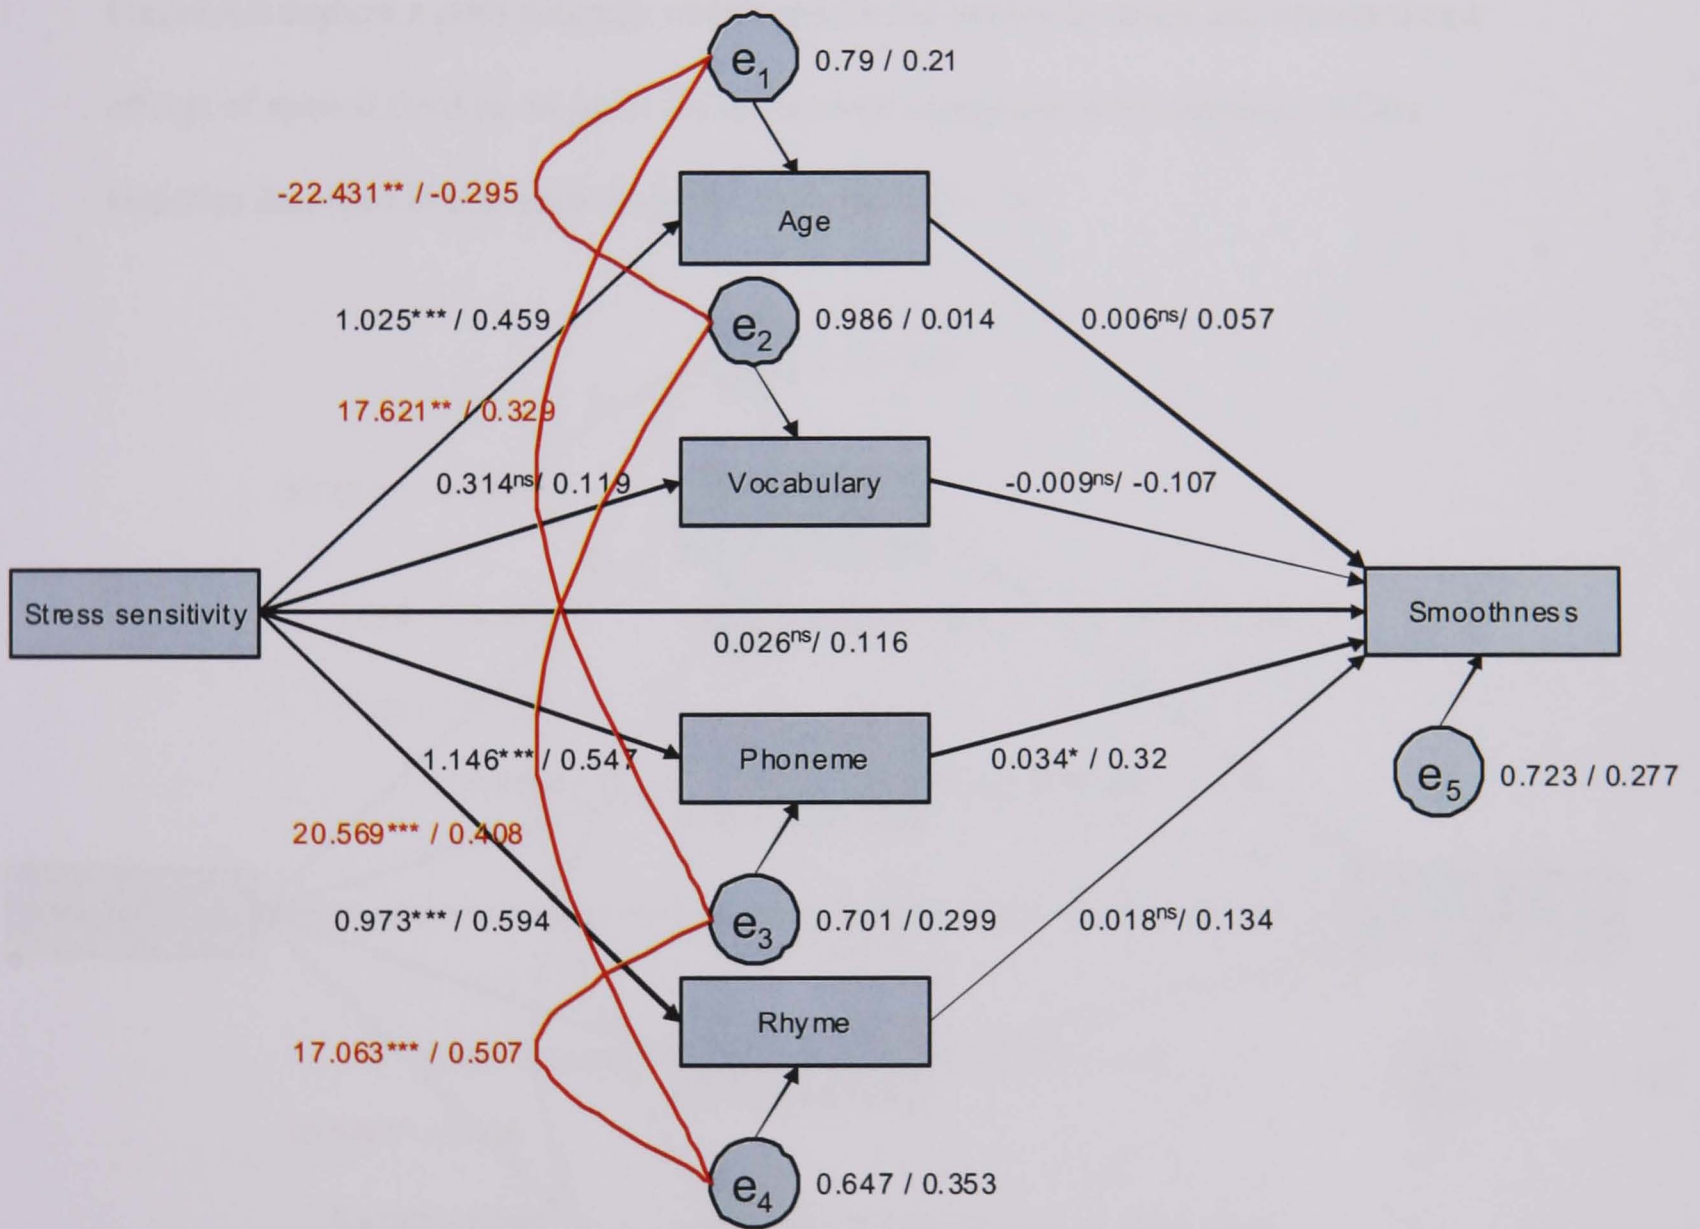 e1 0.79 / 0.21
-22.431** / -0.295
Age
1.025*** / 0.459
e2 0.986 / 0.014
0.006ns/ 0.057
17.621** / 0.329
0.314ns/ 0.119
Vocabulary
-0.009ns/ -0.107
Stress sensitivity
Smoothness
0.026ns/ 0.116
1.146*** / 0.547
Phoneme
0.034* / 0.32
e5 0.723 / 0.277
20.569*** / 0.408
0.973*** / 0.594
e3 0.701 / 0.299
0.018ns/ 0.134
Rhyme
17.063*** / 0.507
e4 0.647 / 0.353